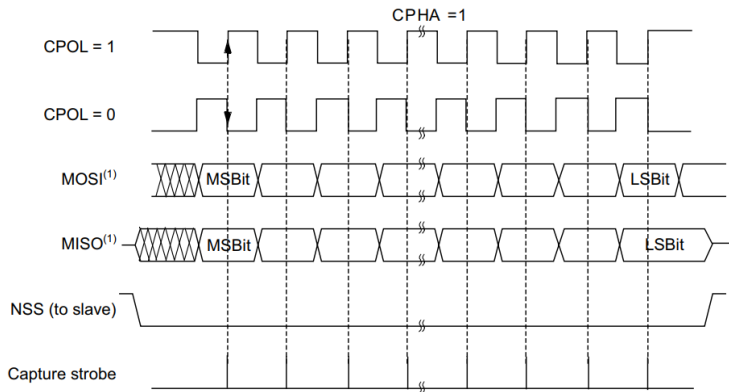 CPHA =1
CPOL = 1
CPOL = 0
MOSI(1) MSBit LSBit
MISO(1) MSBit LSBit
NSS (to slave)
Capture strobe